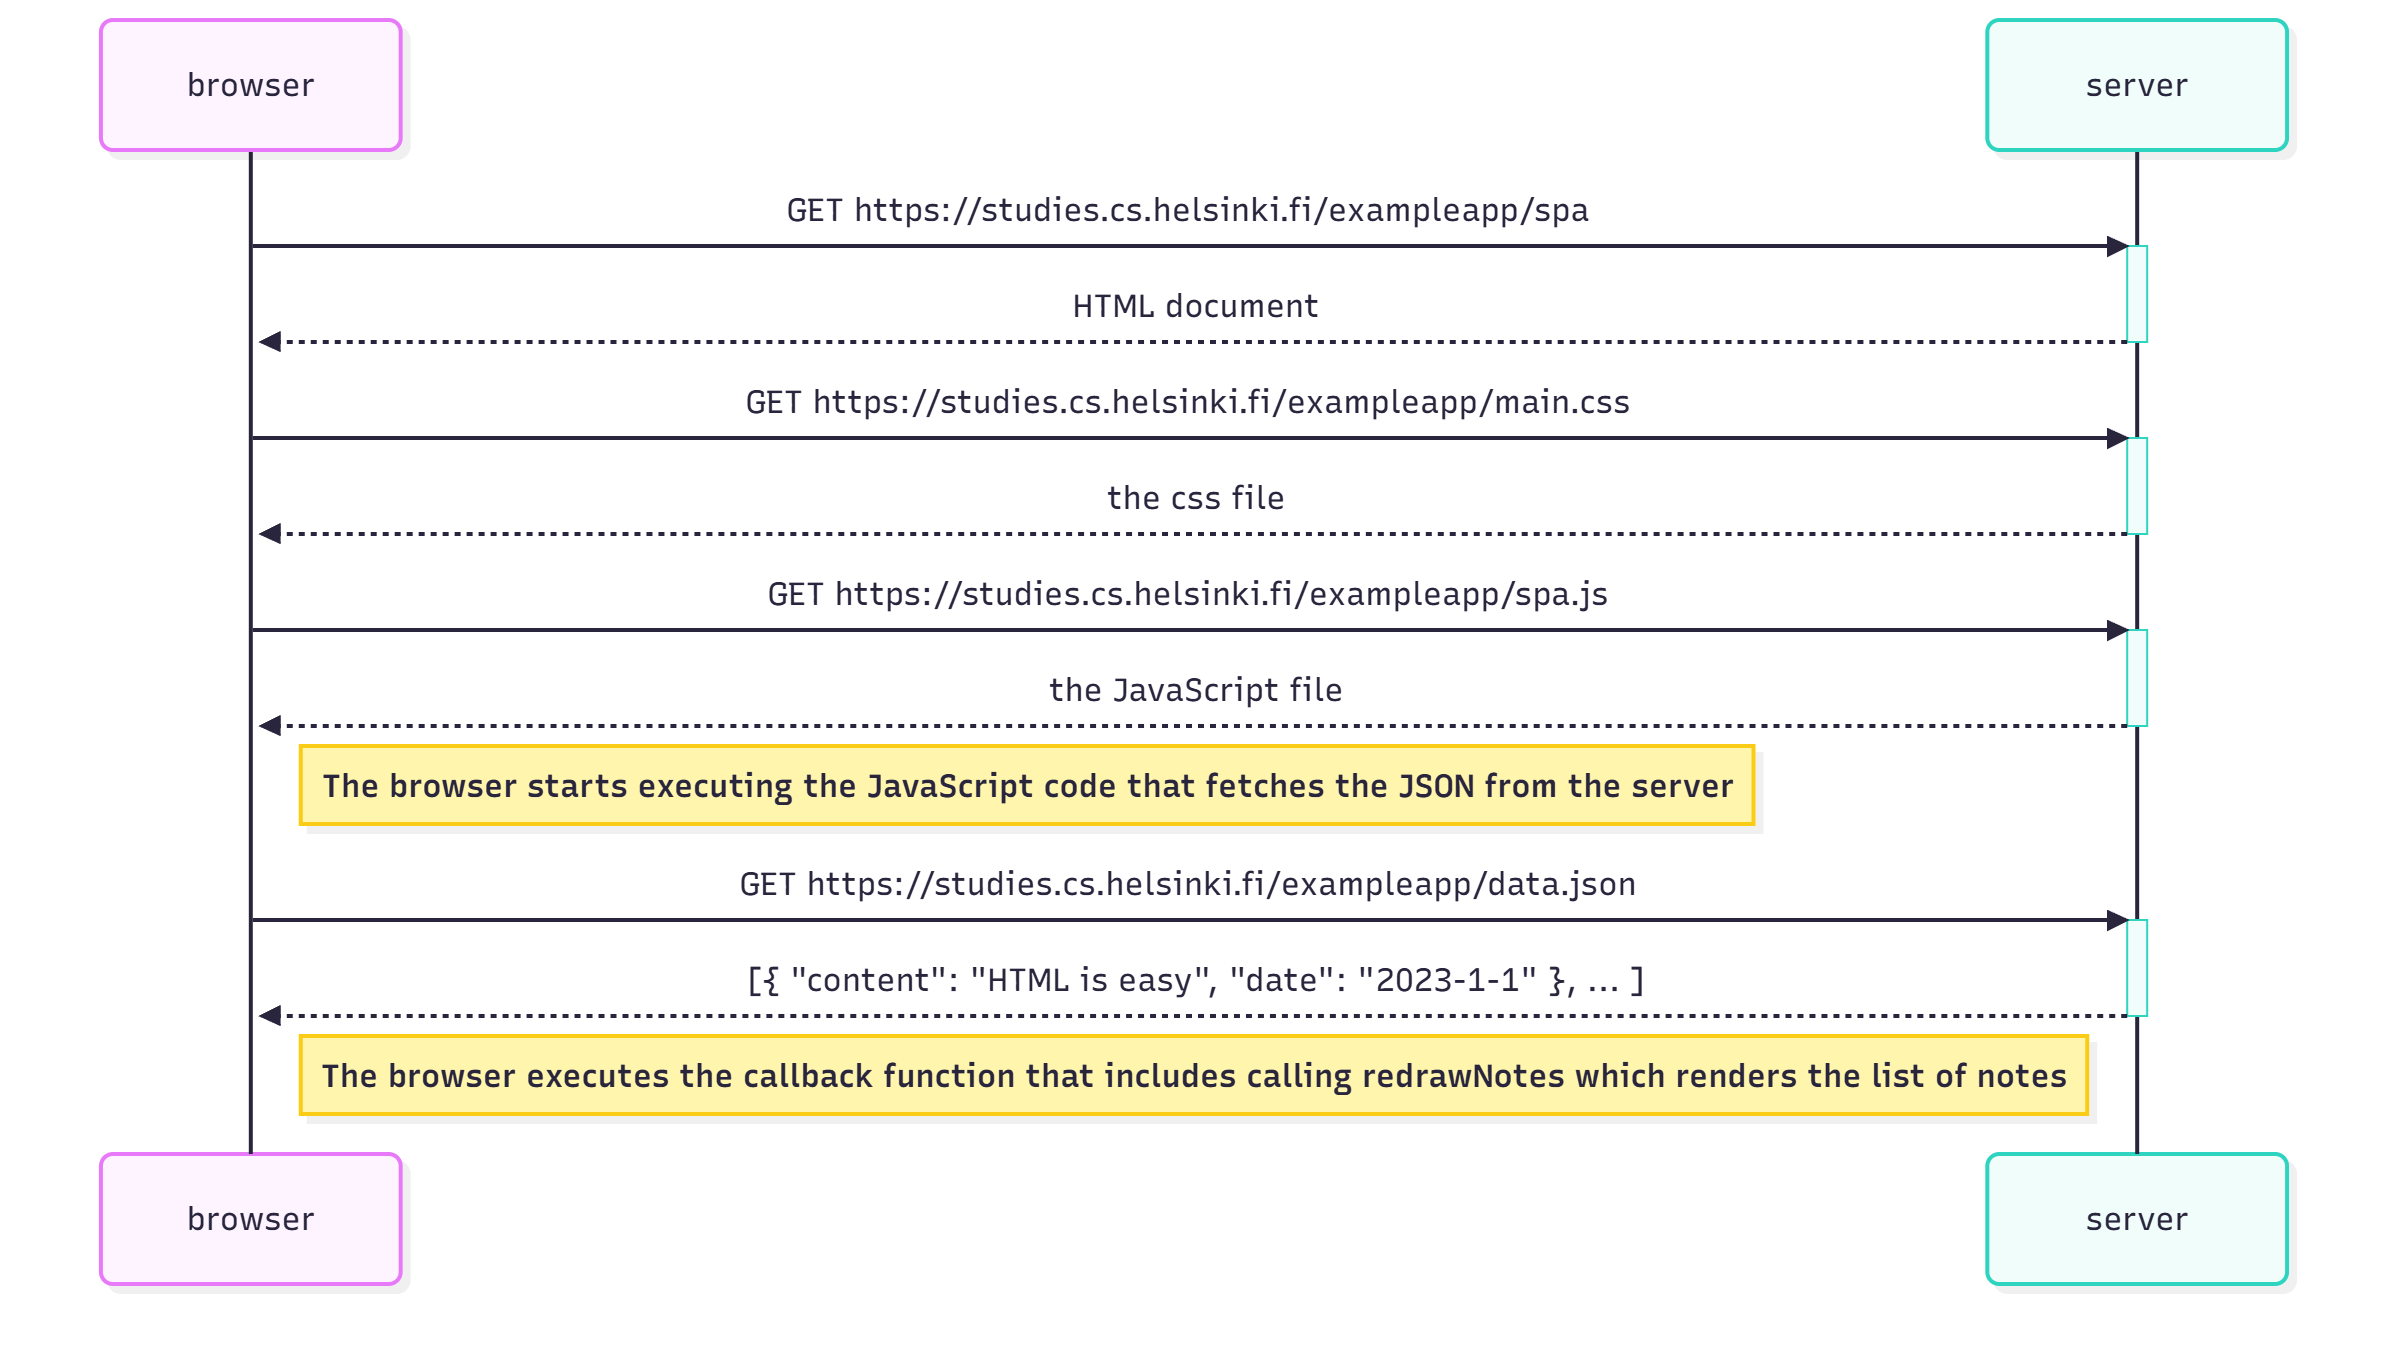 browser
server
GET https://studies.cs.helsinki.fi/exampleapp/spa
HTML document
GET https://studies.cs.helsinki.fi/exampleapp/main.css
the css file
GET https://studies.cs.helsinki.fi/exampleapp/spa.js
the JavaScript file
The browser starts executing the JavaScript code that fetches the JSON from the server
GET https://studies.cs.helsinki.fi/exampleapp/data.json
[{ "content": "HTML is easy", "date": "2023-1-1" }, ... ]
The browser executes the callback function that includes calling redrawNotes which renders the list of notes
browser
server